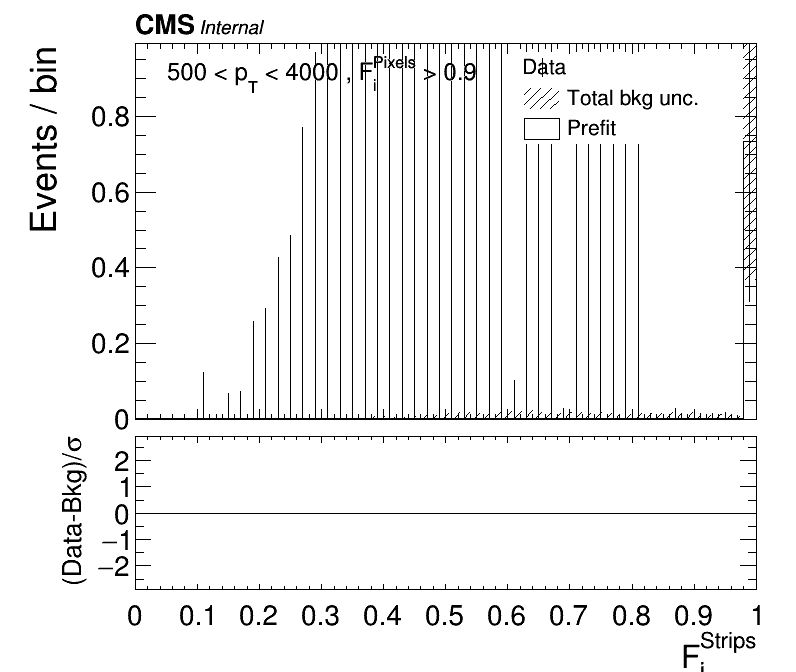 CMS Internal
500 < p_T < 4000 , F_i^Pixels > 0.9
Data
Total bkg unc.
Prefit
Events / bin
0.8
0.6
0.4
0.2
0
(Data-Bkg)/σ
2
1
0
−1
−2
0 0.1 0.2 0.3 0.4 0.5 0.6 0.7 0.8 0.9 1
F_i^Strips